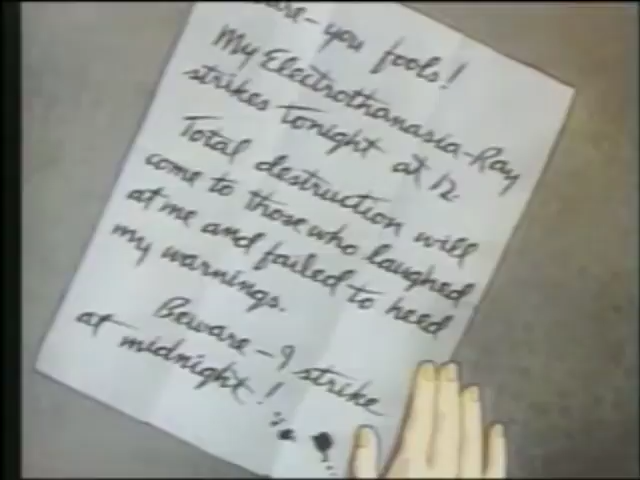 are-you fools!
My Electrothanasia-Ray
strikes Tonight at 12
Total destruction will
come to those who laughed
at me and failed to heed
my warnings.
Beware-I strike
at midnight!